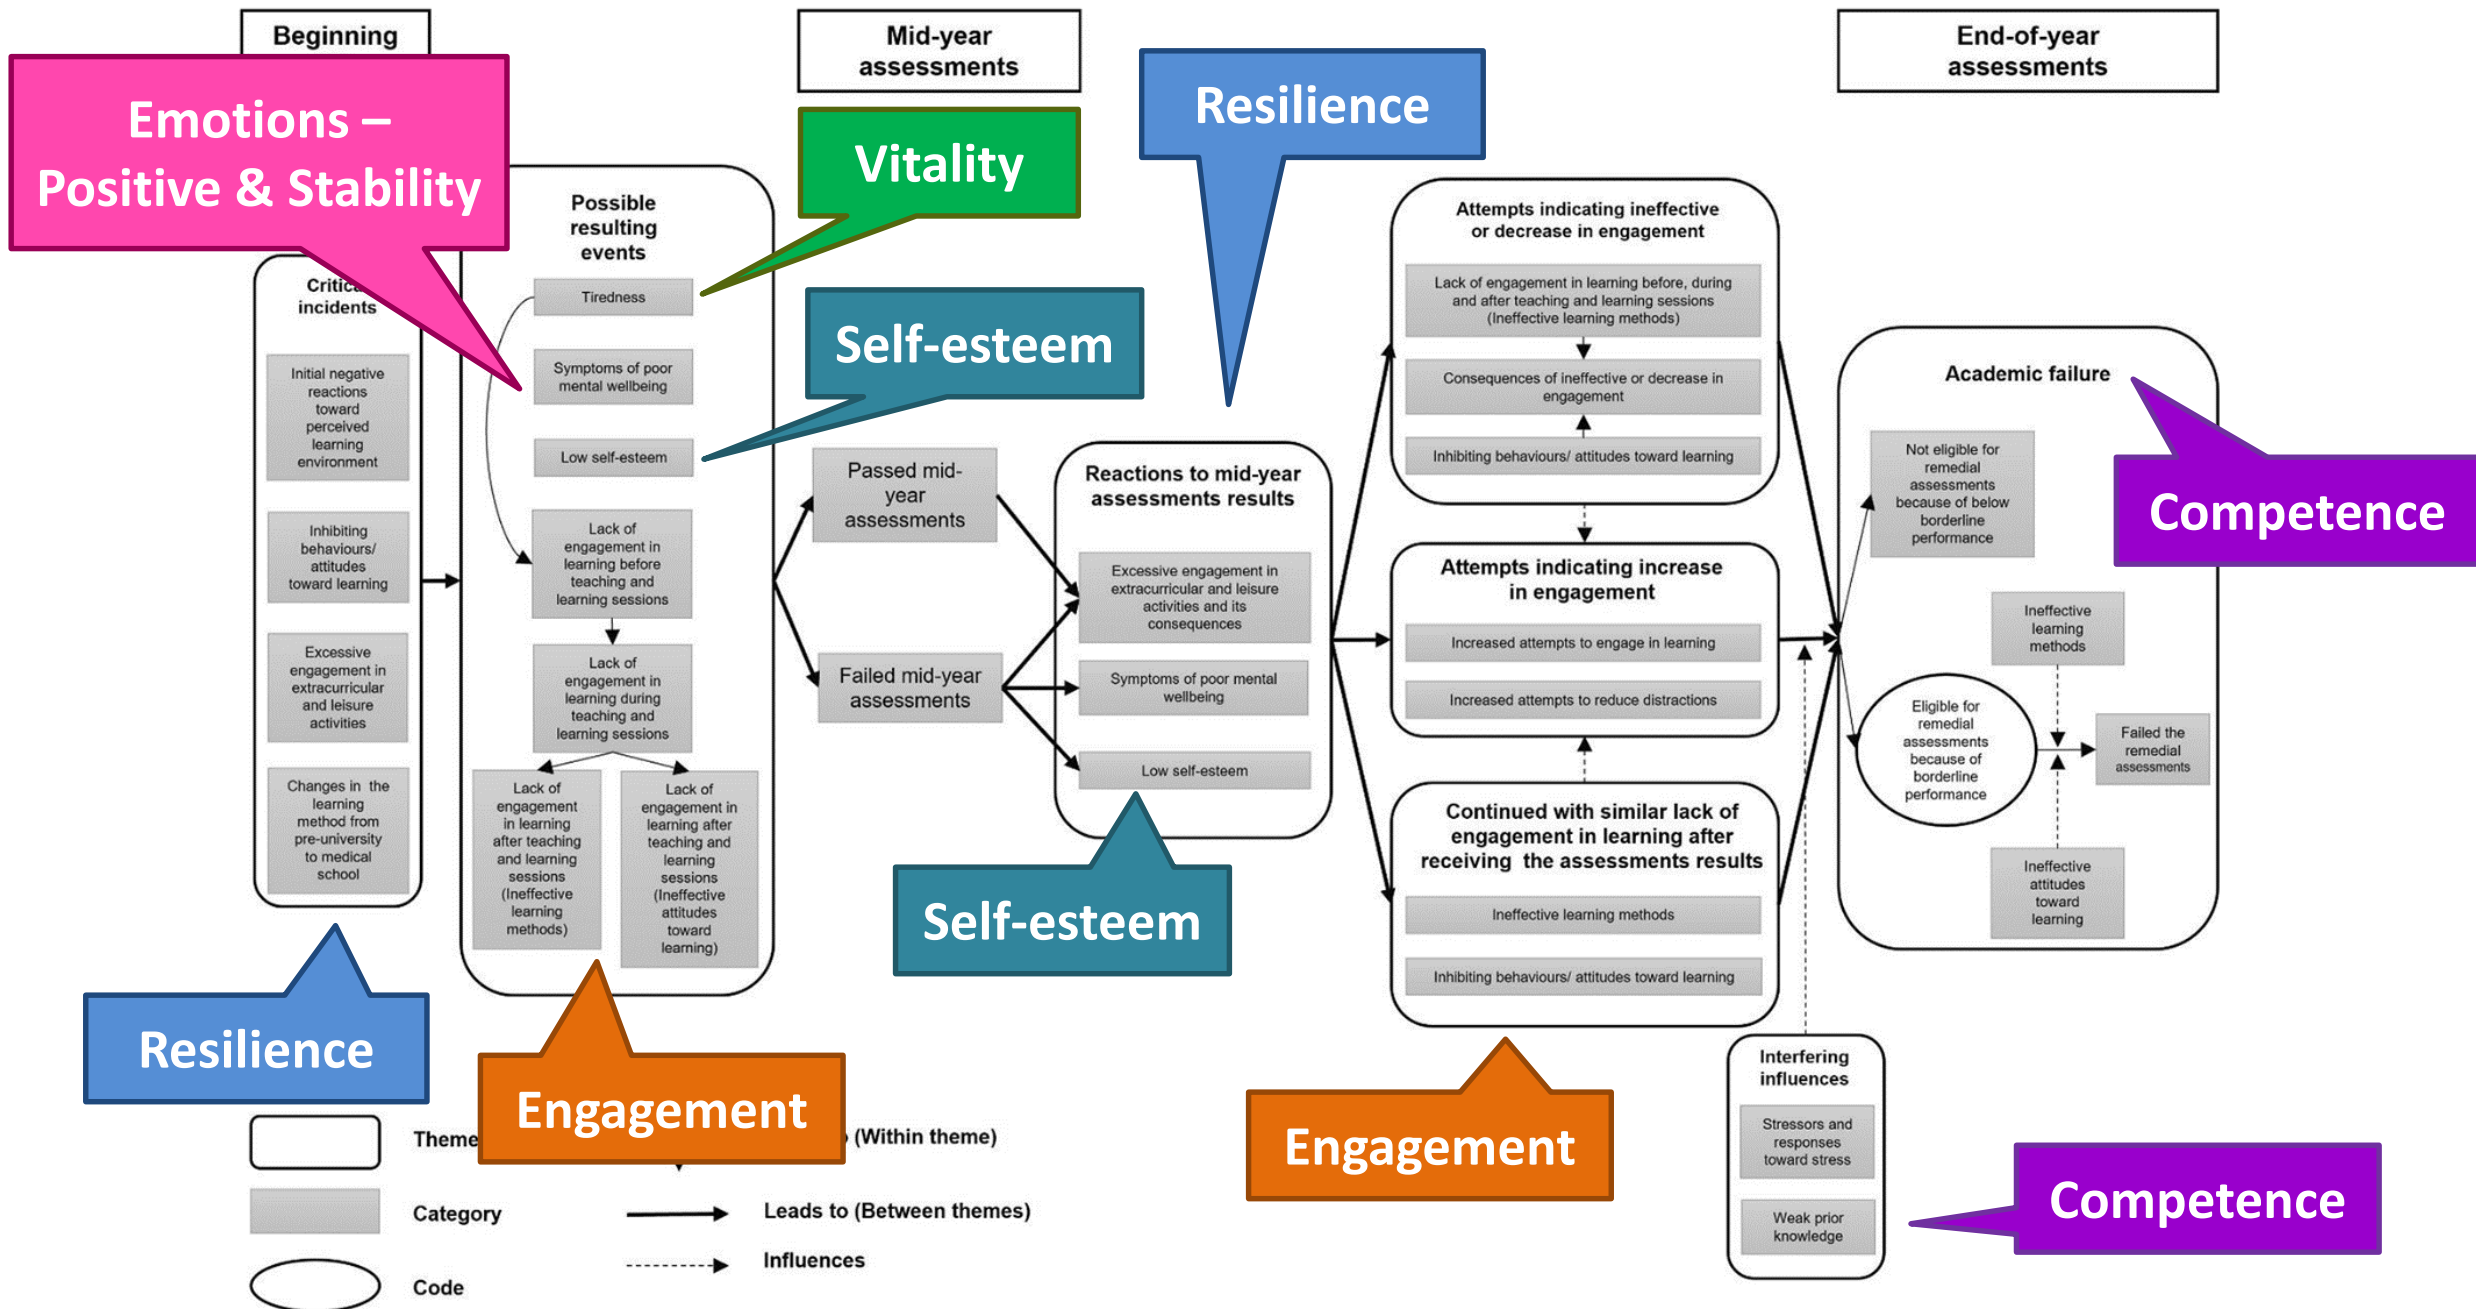 Beginning
Mid-year
assessments
End-of-year
assessments
Emotions –
Positive & Stability
Vitality
Resilience
Self-esteem
Critical
incidents
Initial negative
reactions
toward
perceived
learning
environment
Inhibiting
behaviours/
attitudes
toward learning
Excessive
engagement in
extracurricular
and leisure
activities
Changes in the
learning
method from
pre-university
to medical
school
Resilience
Possible
resulting
events
Tiredness
Symptoms of poor
mental wellbeing
Low self-esteem
Lack of
engagement in
learning before
teaching and
learning sessions
Lack of
engagement in
learning during
teaching and
learning sessions
Lack of
engagement
in learning
after teaching
and learning
sessions
(Ineffective
learning
methods)
Lack of
engagement in
learning after
teaching and
learning
sessions
(Ineffective
attitudes
toward
learning)
Engagement
Passed mid-
year
assessments
Failed mid-year
assessments
Reactions to mid-year
assessments results
Excessive engagement in
extracurricular and leisure
activities and its
consequences
Symptoms of poor mental
wellbeing
Low self-esteem
Self-esteem
Attempts indicating ineffective
or decrease in engagement
Lack of engagement in learning before, during
and after teaching and learning sessions
(Ineffective learning methods)
Consequences of ineffective or decrease in
engagement
Inhibiting behaviours/ attitudes toward learning
Attempts indicating increase
in engagement
Increased attempts to engage in learning
Increased attempts to reduce distractions
Continued with similar lack of
engagement in learning after
receiving the assessments results
Ineffective learning methods
Inhibiting behaviours/ attitudes toward learning
Engagement
Academic failure
Competence
Not eligible for
remedial
assessments
because of below
borderline
performance
Ineffective
learning
methods
Eligible for
remedial
assessments
because of
borderline
performance
Failed the
remedial
assessments
Ineffective
attitudes
toward
learning
Interfering
influences
Stressors and
responses
toward stress
Weak prior
knowledge
Competence
Theme
(Within theme)
Category
Leads to (Between themes)
Influences
Code